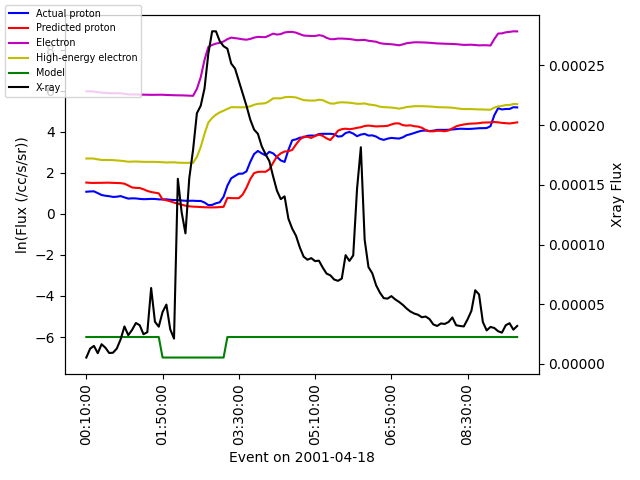 Actual proton
Predicted proton
Electron
High-energy electron
Model
X-ray
8
6
4
2
0
−2
−4
−6
ln(Flux (/cc/s/sr))
0.00025
0.00020
0.00015
0.00010
0.00005
0.00000
Xray Flux
00:10:00
01:50:00
03:30:00
05:10:00
06:50:00
08:30:00
Event on 2001-04-18